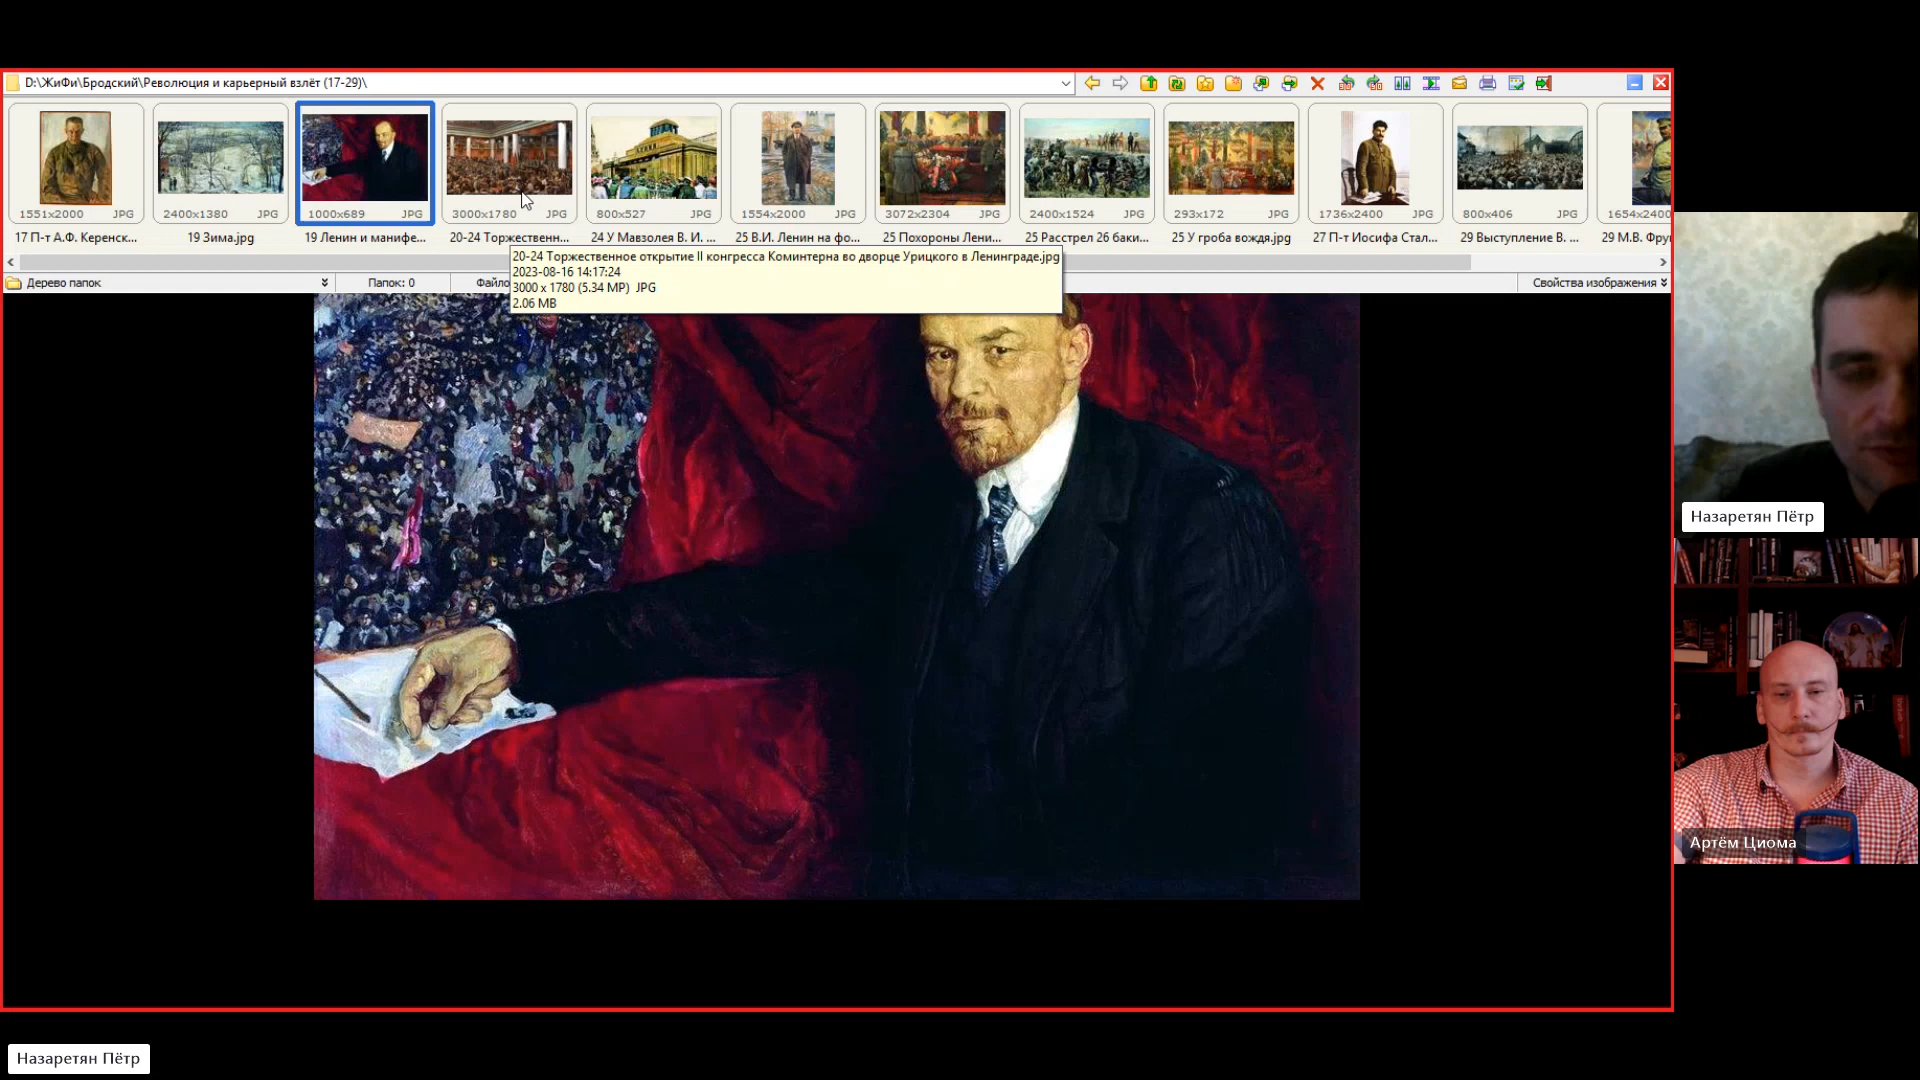 D:\ЖиФи\Бродский\Революция и карьерный взлёт (17-29)\
1551x2000 JPG
2400x1380 JPG
1000x689 JPG
3000x1780 JPG
800x527 JPG
1554x2000 JPG
3072x2304 JPG
2400x1524 JPG
293x172 JPG
1736x2400 JPG
800x406 JPG
1654x2400
17 П-т А.Ф. Керенск...
19 Зима.jpg
19 Ленин и манифе...
20-24 Торжественн...
24 У Мавзолея В. И. ...
25 В.И. Ленин на фо...
25 Похороны Лени...
25 Расстрел 26 баки...
25 У гроба вождя.jpg
27 П-т Иосифа Стал...
29 Выступление В. ...
29 М.В. Фру
20-24 Торжественное открытие II конгресса Коминтерна во дворце Урицкого в Ленинграде.jpg
2023-08-16 14:17:24
3000 x 1780 (5.34 MP) JPG
2.06 MB
Дерево папок
Папок: 0
Файло
Свойства изображения
Назаретян Пётр
Артём Циома
Назаретян Пётр